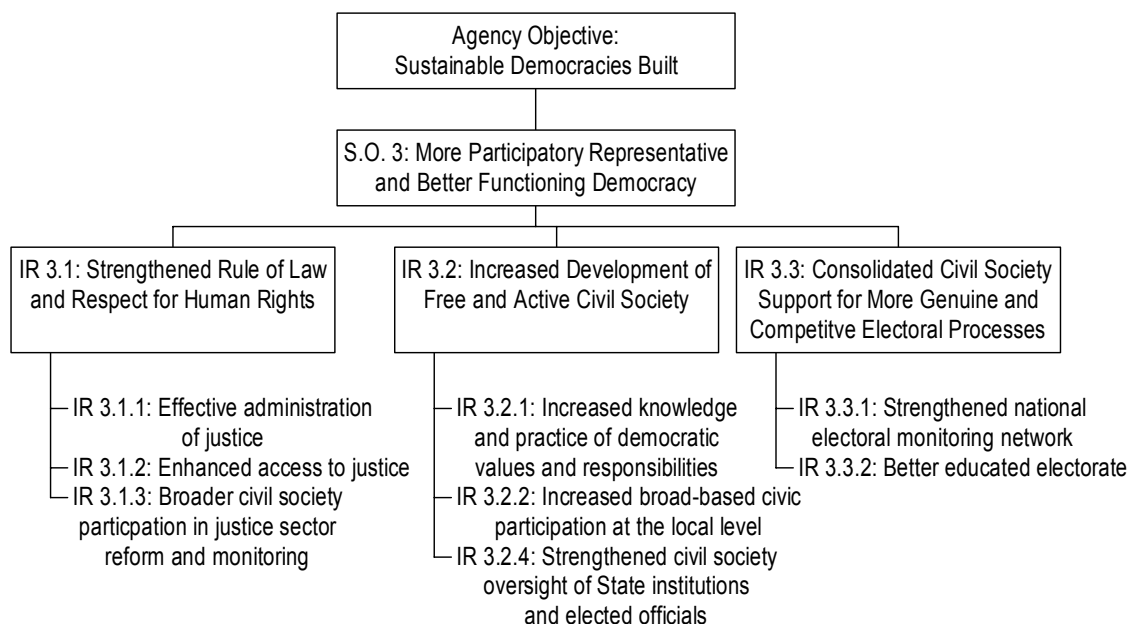 Agency Objective:
Sustainable Democracies Built
S.O. 3: More Participatory Representative
and Better Functioning Democracy
IR 3.1: Strengthened Rule of Law
and Respect for Human Rights
IR 3.2: Increased Development of
Free and Active Civil Society
IR 3.3: Consolidated Civil Society
Support for More Genuine and
Competitve Electoral Processes
IR 3.1.1: Effective administration
of justice
IR 3.1.2: Enhanced access to justice
IR 3.1.3: Broader civil society
particpation in justice sector
reform and monitoring
IR 3.2.1: Increased knowledge
and practice of democratic
values and responsibilities
IR 3.2.2: Increased broad-based civic
participation at the local level
IR 3.2.4: Strengthened civil society
oversight of State institutions
and elected officials
IR 3.3.1: Strengthened national
electoral monitoring network
IR 3.3.2: Better educated electorate